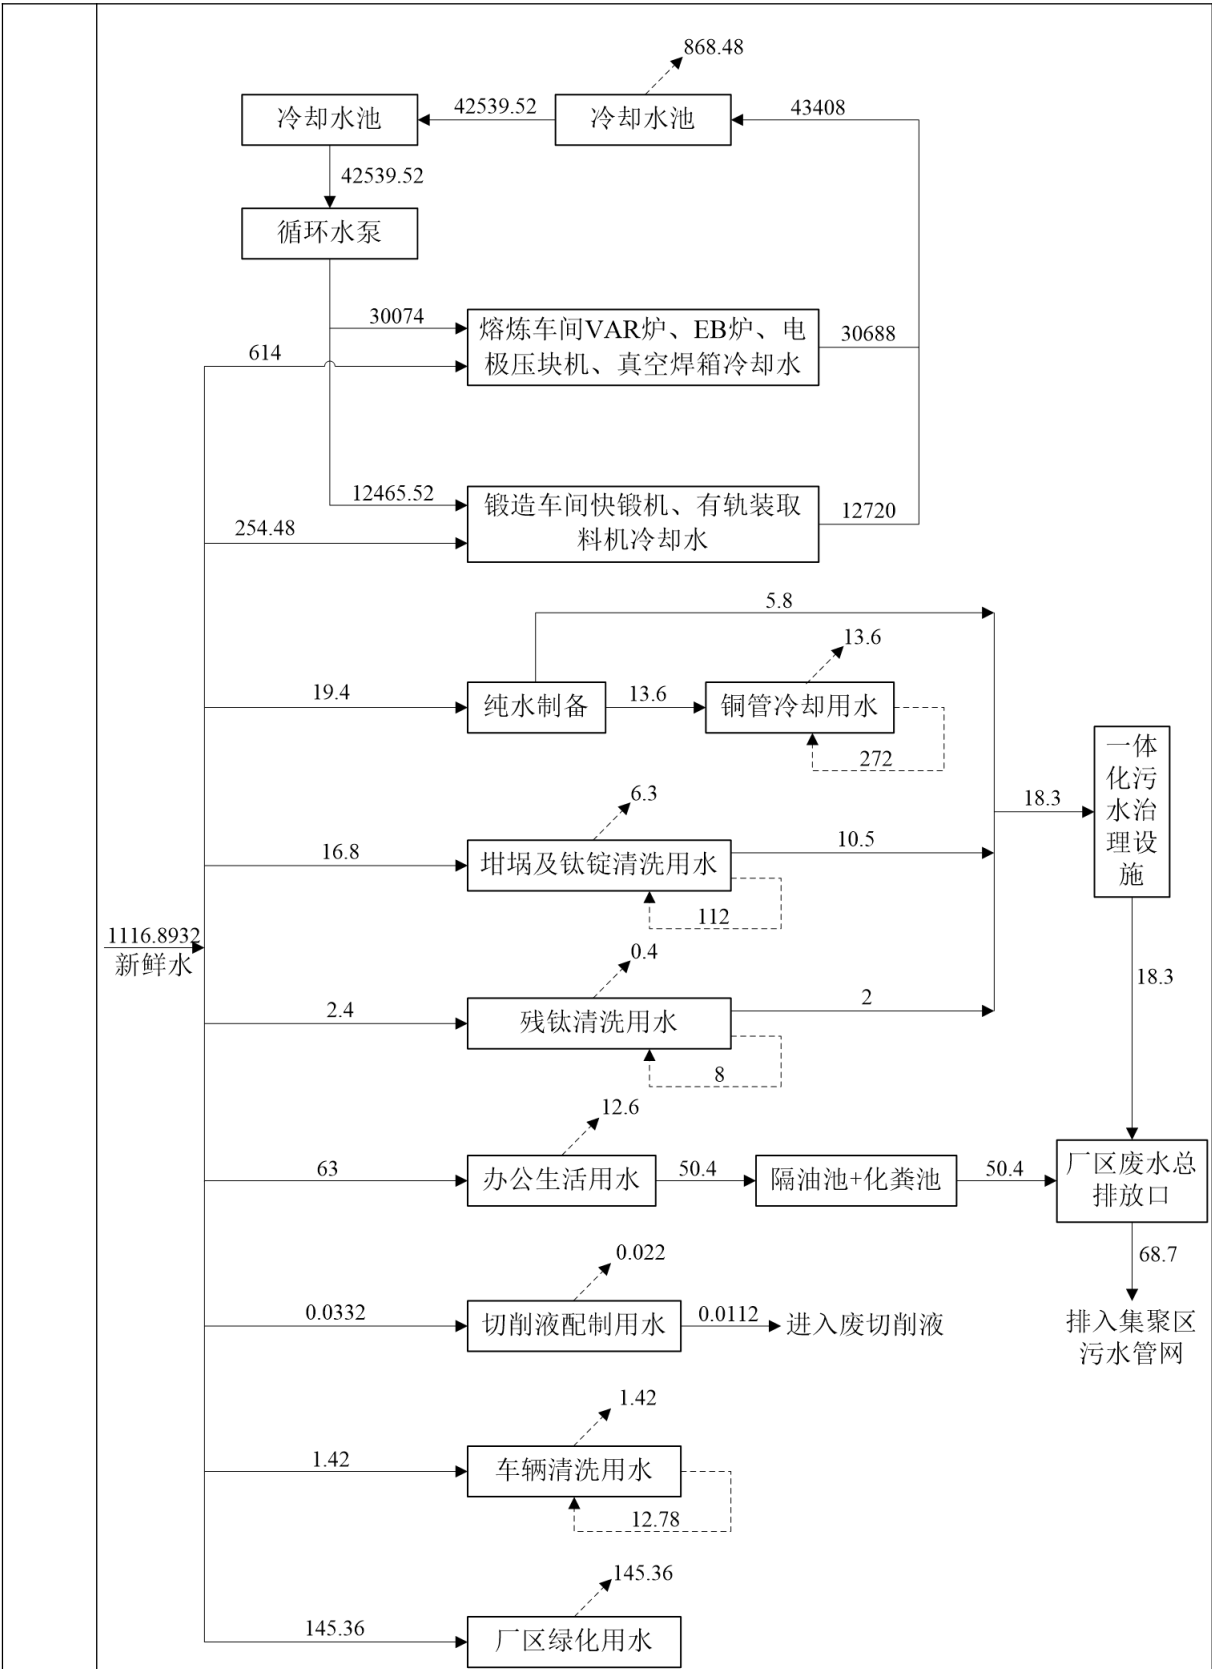 868.48
冷却水池
42539.52
冷却水池
43408
42539.52
循环水泵
30074
熔炼车间VAR炉、EB炉、电
极压块机、真空焊箱冷却水
30688
614
12465.52
锻造车间快锻机、有轨装取
料机冷却水
12720
254.48
5.8
13.6
19.4
纯水制备
13.6
铜管冷却用水
272
一体
化污
水治
理设
施
18.3
6.3
16.8
坩埚及钛锭清洗用水
10.5
112
1116.8932
新鲜水
0.4
18.3
2.4
残钛清洗用水
2
8
12.6
63
办公生活用水
50.4
隔油池+化粪池
50.4
厂区废水总
排放口
68.7
0.022
0.0332
切削液配制用水
0.0112
进入废切削液
排入集聚区
污水管网
1.42
1.42
车辆清洗用水
12.78
145.36
145.36
厂区绿化用水